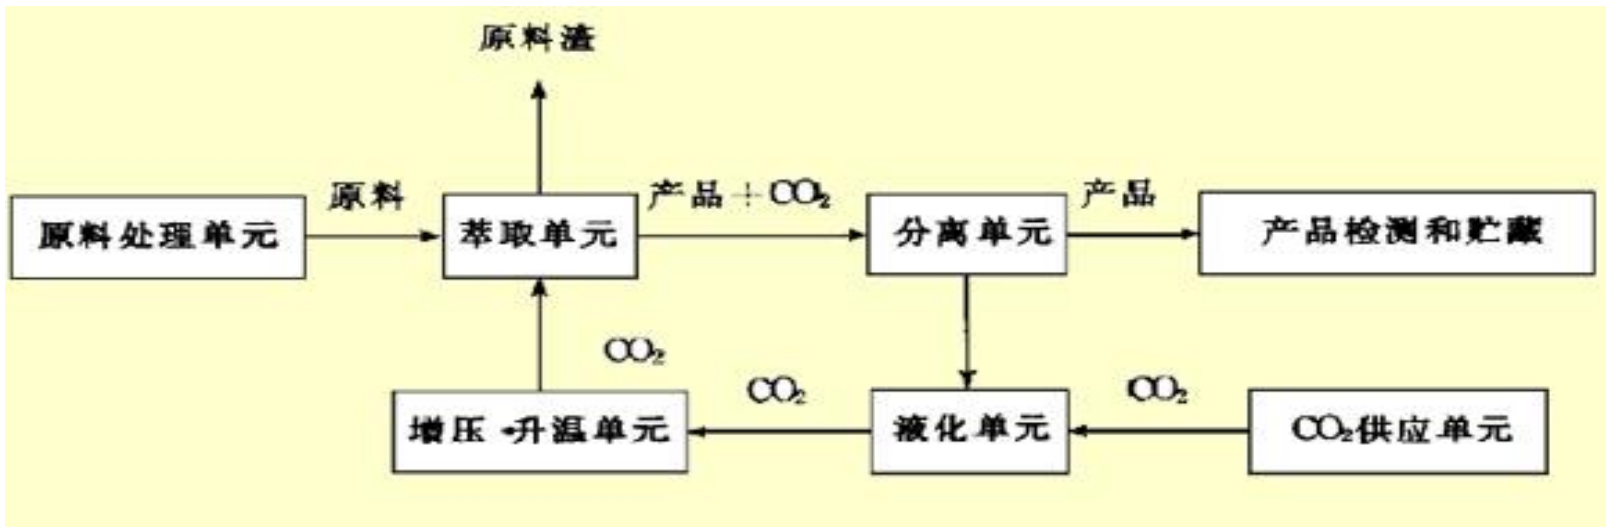 原料渣
原料
产品+CO₂
产品
原料处理单元
萃取单元
分离单元
产品检测和贮藏
CO₂
CO₂
CO₂
增压·升温单元
液化单元
CO₂供应单元